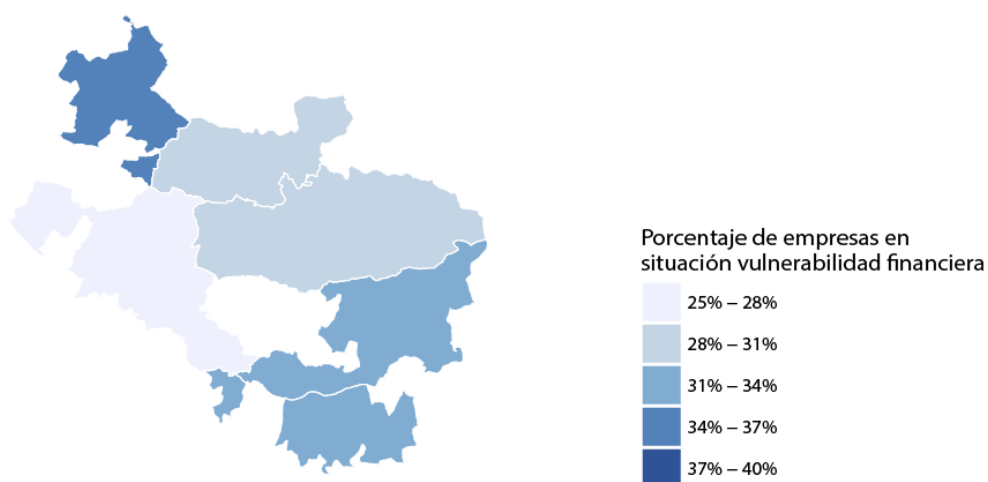 Porcentaje de empresas en
situación vulnerabilidad financiera
25% – 28%
28% – 31%
31% – 34%
34% – 37%
37% – 40%